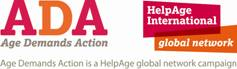 ADA
Age Demands Action
HelpAge
International
global network
Age Demands Action is a HelpAge global network campaign